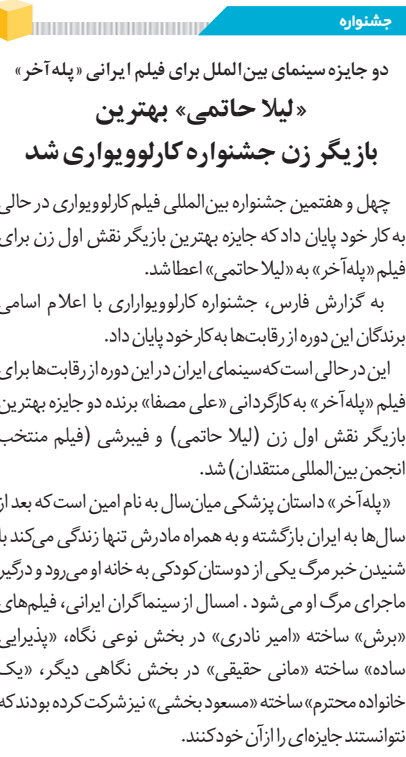 جشنواره
دو جایزه سینمای بین‌الملل برای فیلم ایرانی «پله آخر»
«لیلا حاتمی» بهترین
بازیگر زن جشنواره کارلوویواری شد
چهل و هفتمین جشنواره بین‌المللی فیلم کارلوویواری در حالی
به کار خود پایان داد که جایزه بهترین بازیگر نقش اول زن برای
فیلم «پله‌آخر» به «لیلا حاتمی» اعطا شد.
به گزارش فارس، جشنواره کارلوویواراری با اعلام اسامی
برندگان این دوره از رقابت‌ها به کار خود پایان داد.
این در حالی است که سینمای ایران در این دوره از رقابت‌ها برای
فیلم «پله‌آخر» به کارگردانی «علی مصفا» برنده دو جایزه بهترین
بازیگر نقش اول زن (لیلا حاتمی) و فیبرشی (فیلم منتخب
انجمن بین‌المللی منتقدان) شد.
«پله‌آخر» داستان پزشکی میان‌سال به نام امین است که بعد از
سال‌ها به ایران بازگشته و به همراه مادرش تنها زندگی می‌کند با
شنیدن خبر مرگ یکی از دوستان کودکی به خانه او می‌رود و درگیر
ماجرای مرگ او می‌شود . امسال از سینماگران ایرانی، فیلم‌های
«برش» ساخته «امیر نادری» در بخش نوعی نگاه، «پذیرایی
ساده» ساخته «مانی حقیقی» در بخش نگاهی دیگر، «یک
خانواده محترم» ساخته «مسعود بخشی» نیز شرکت کرده بودند که
نتوانستند جایزه‌ای را از آن خود کنند.